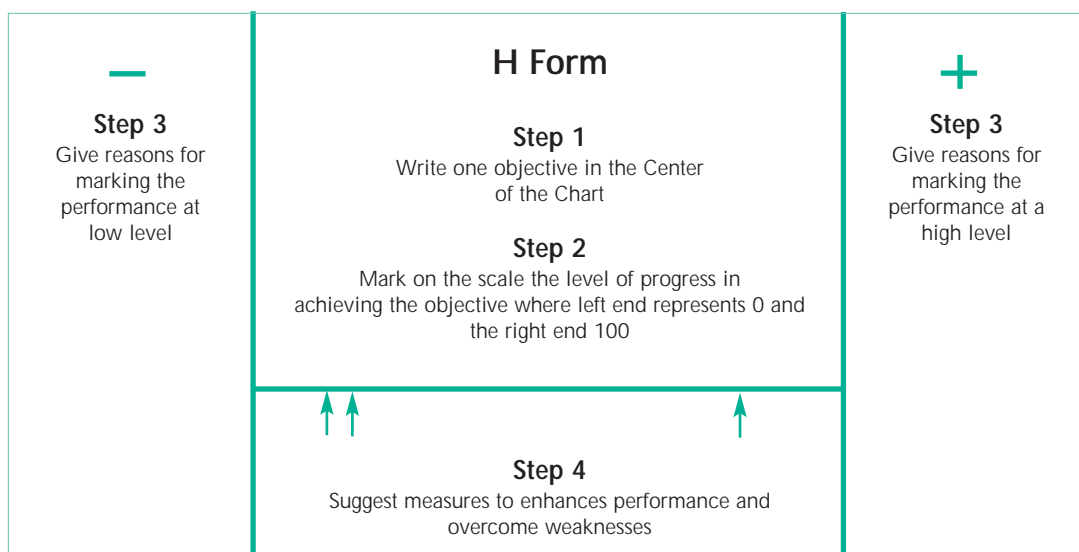 H Form
Step 1
Write one objective in the Center
of the Chart
Step 2
Mark on the scale the level of progress in
achieving the objective where left end represents 0 and
the right end 100
–
Step 3
Give reasons for
marking the
performance at
low level
+
Step 3
Give reasons for
marking the
performance at a
high level
Step 4
Suggest measures to enhances performance and
overcome weaknesses